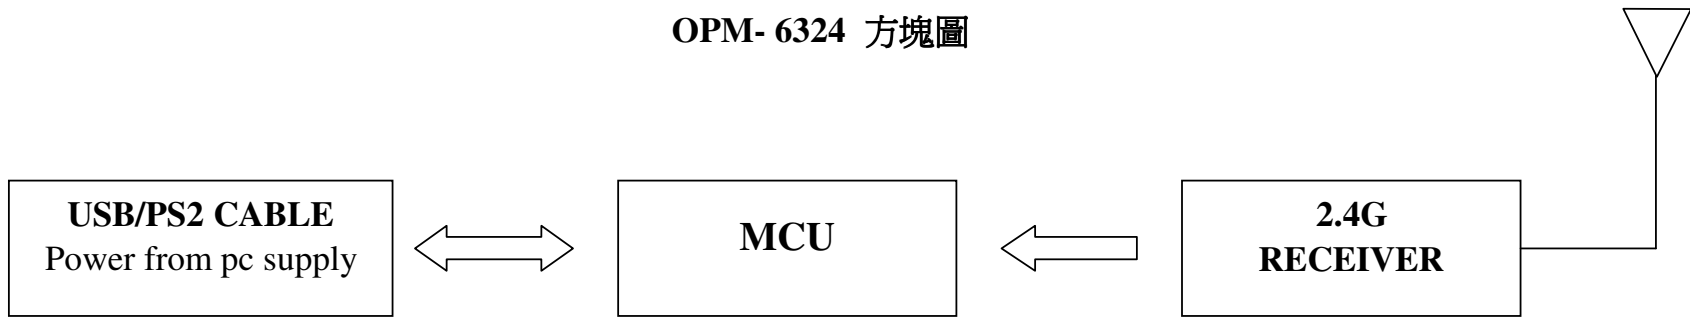 OPM- 6324 方塊圖
USB/PS2 CABLE
Power from pc supply
MCU
2.4G
RECEIVER